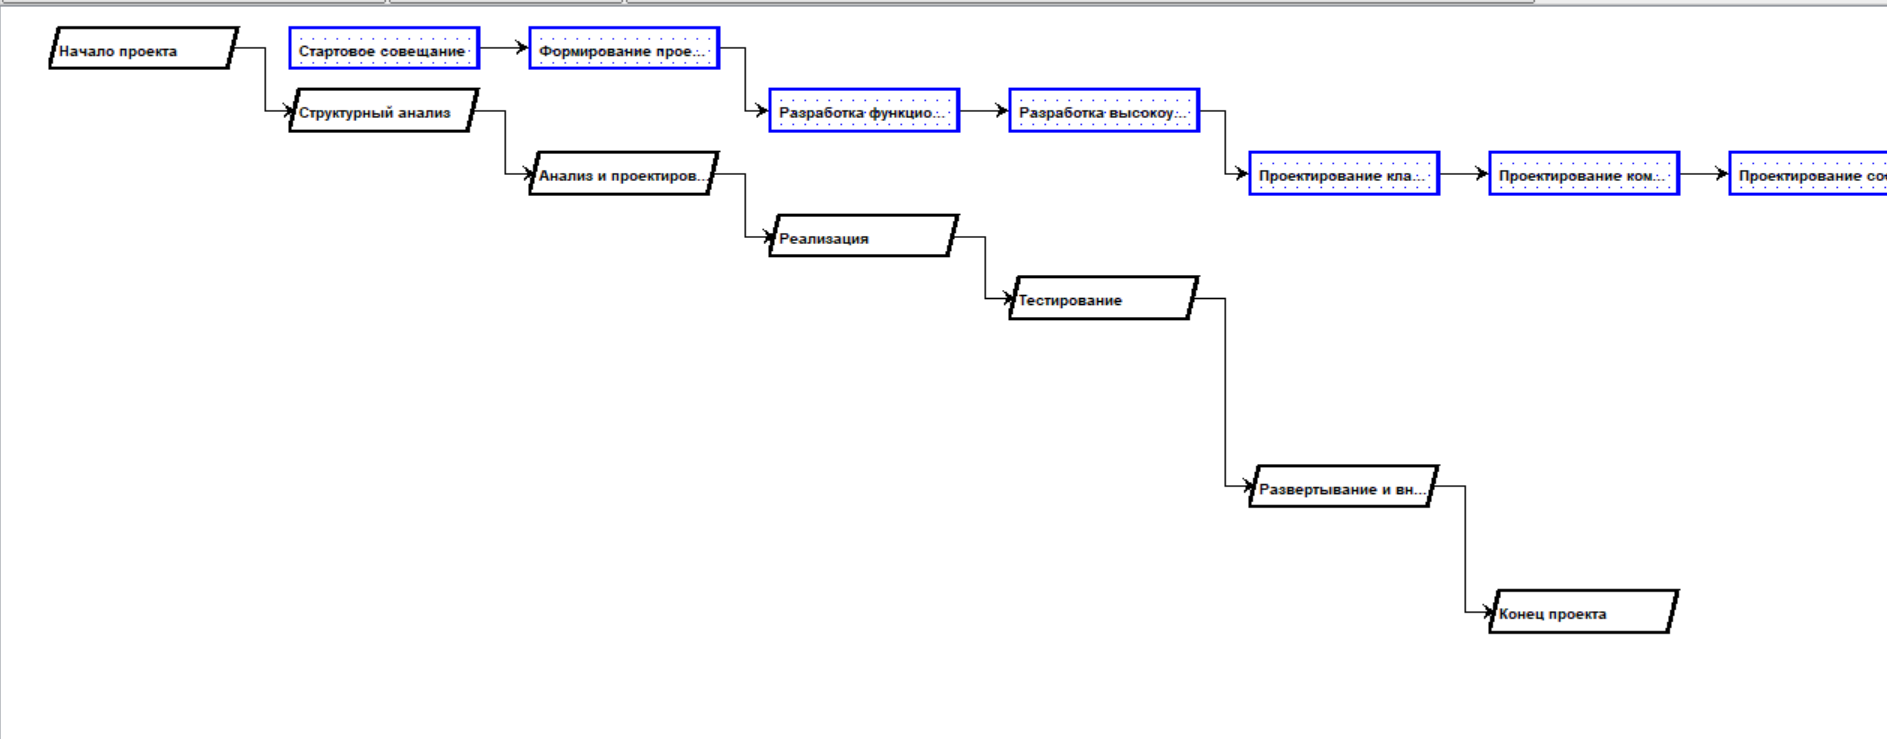 Начало проекта
Стартовое совещание
Формирование прое...
Структурный анализ
Разработка функцио...
Разработка высокоу...
Анализ и проектиров...
Проектирование кла...
Проектирование ком...
Проектирование
Реализация
Тестирование
Развертывание и вн...
Конец проекта